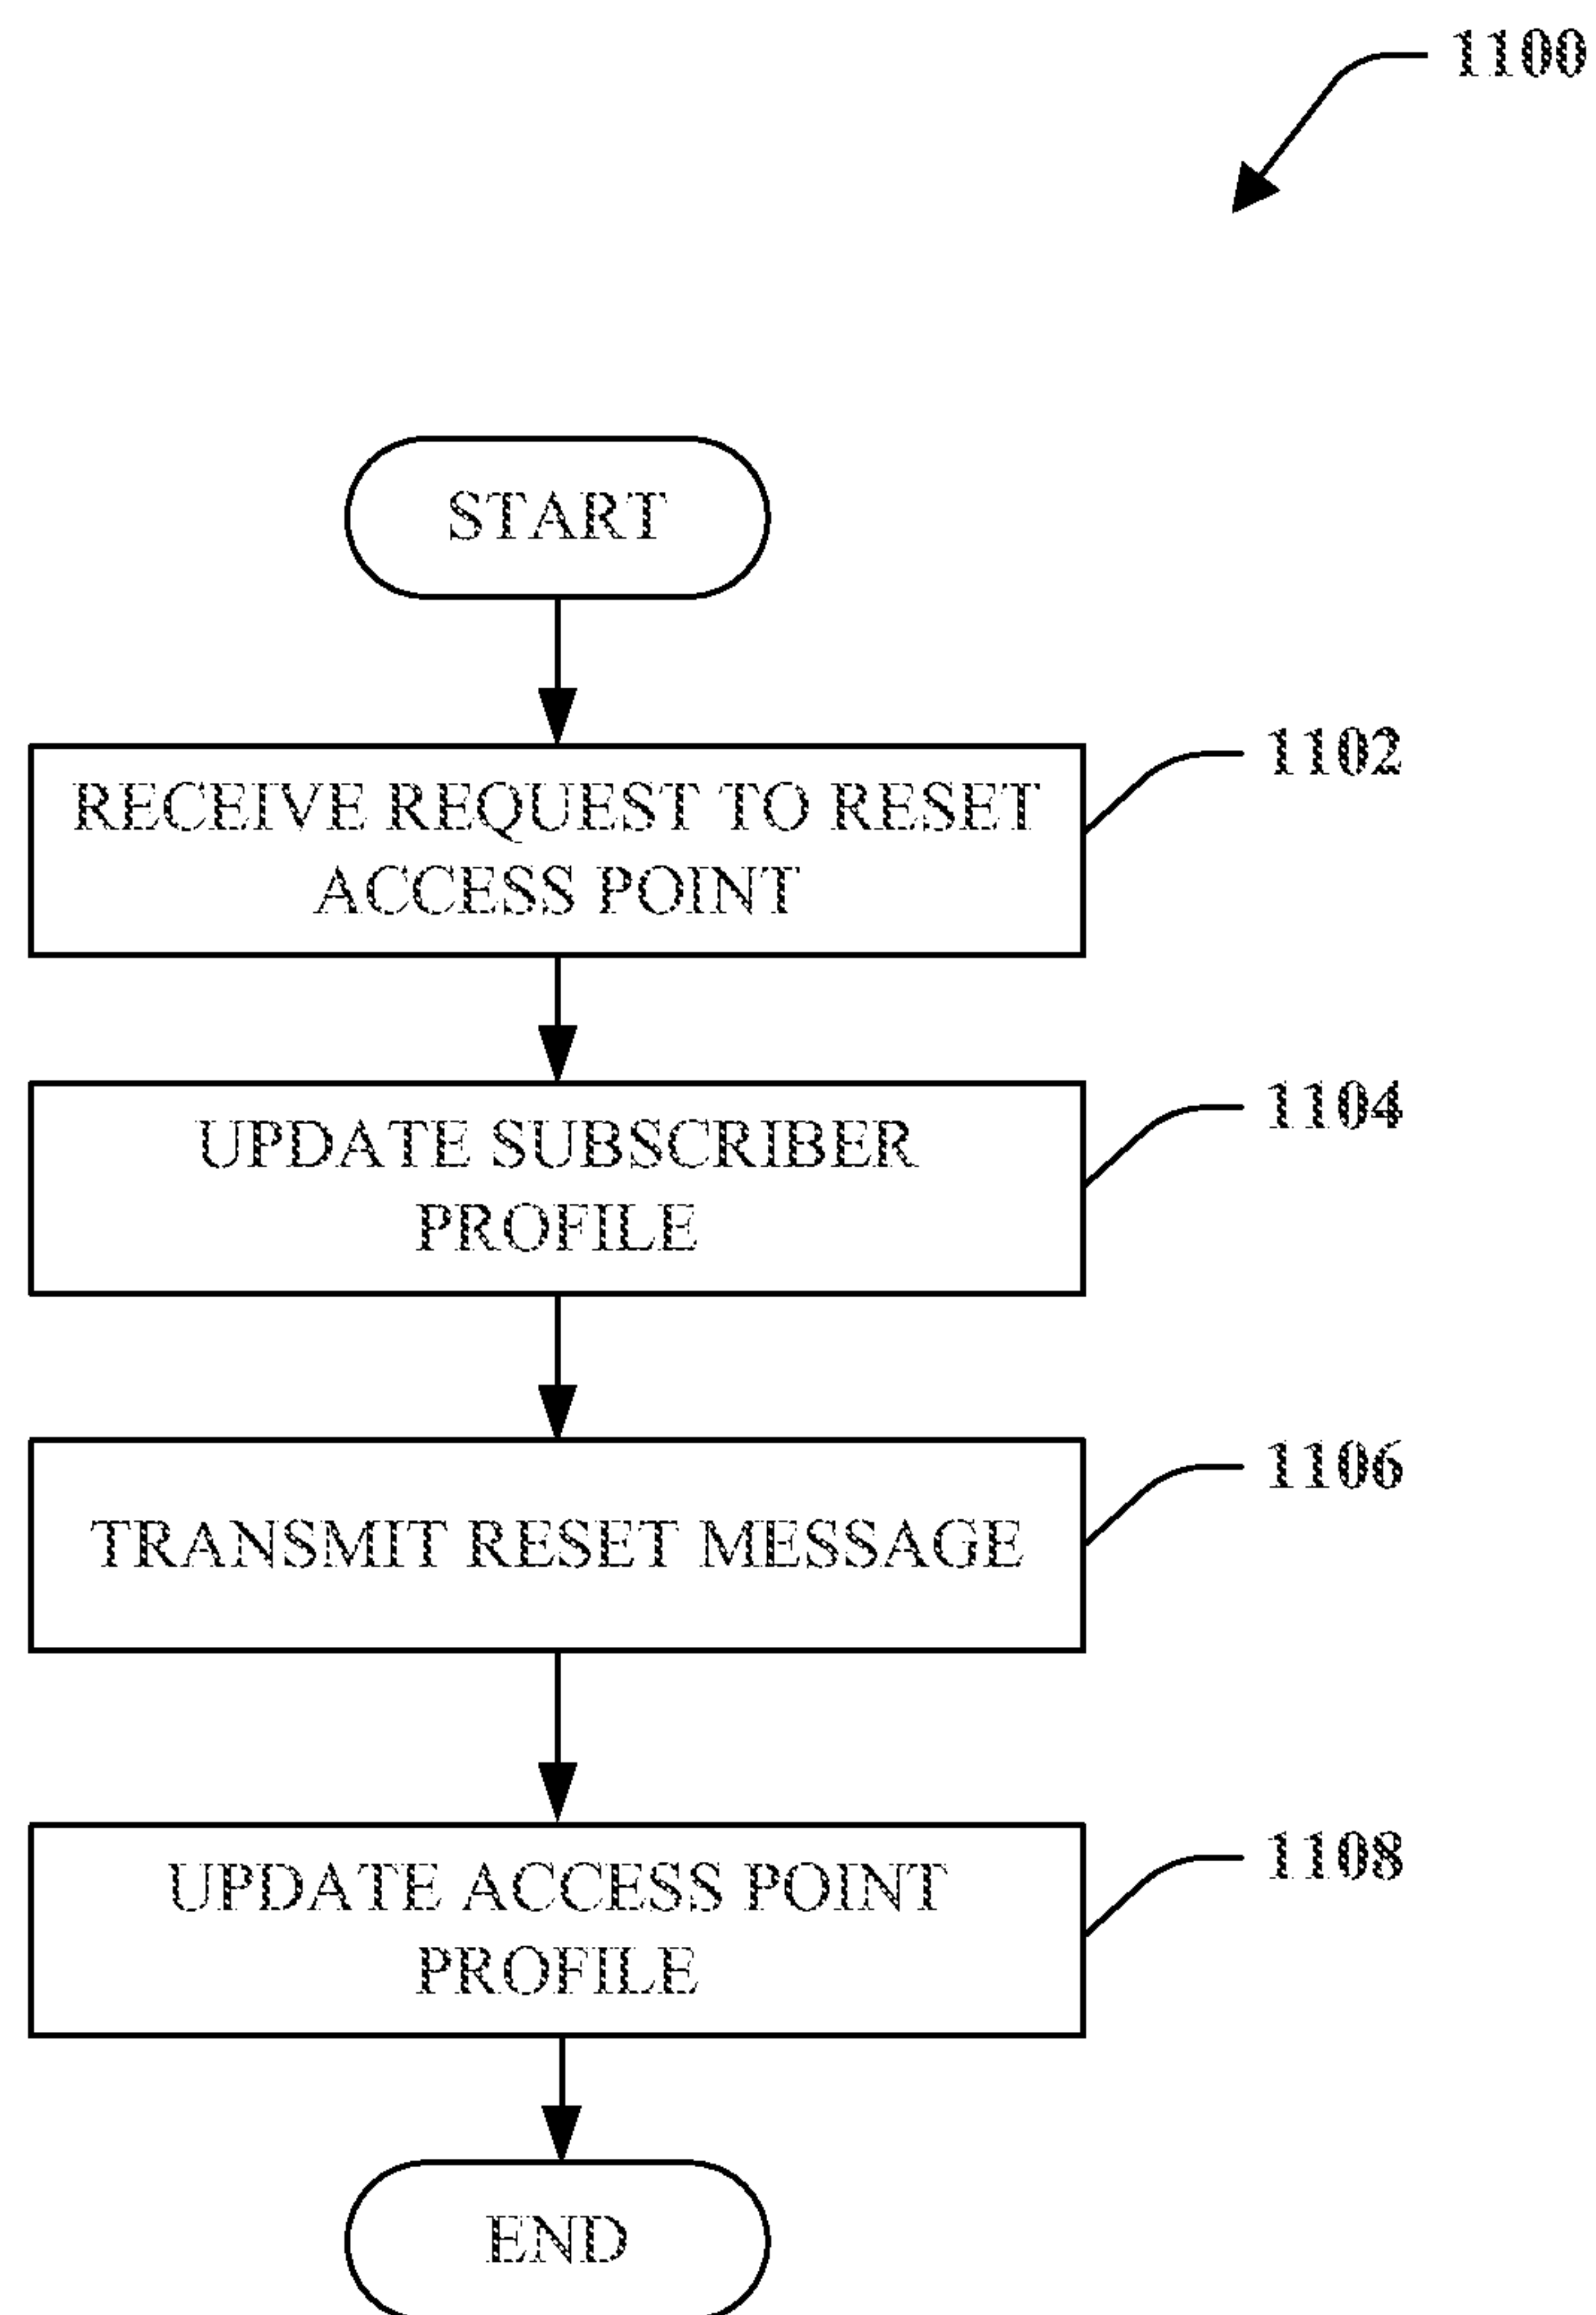 1100
START
RECEIVE REQUEST TO RESET
ACCESS POINT
1102
UPDATE SUBSCRIBER
PROFILE
1104
TRANSMIT RESET MESSAGE
1106
UPDATE ACCESS POINT
PROFILE
1108
END